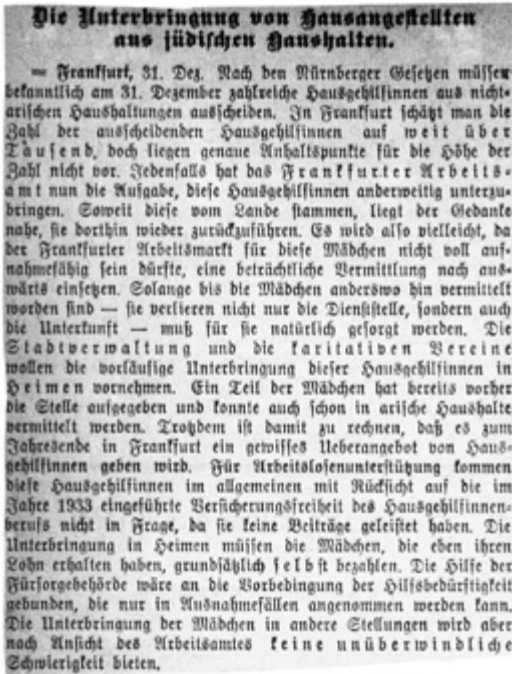 Die Unterbringung von Hausangestellten
aus jüdischen Haushalten.
— Frankfurt, 31. Dez. Nach den Nürnberger Gesetzen müssen
bekanntlich am 31. Dezember zahlreiche Hausgehilfinnen aus nicht-
arischen Haushaltungen ausscheiden. In Frankfurt schätzt man die
Zahl der ausscheidenden Hausgehilfinnen auf weit über
Tausend, doch liegen genaue Anhaltspunkte für die Höhe der
Zahl nicht vor. Jedenfalls hat das Frankfurter Arbeits-
amt nun die Aufgabe, diese Hausgehilfinnen anderweitig unterzu-
bringen. Soweit diese vom Lande stammen, liegt der Gedanke
nahe, sie dorthin wieder zurückzuführen. Es wird also vielleicht, da
der Frankfurter Arbeitsmarkt für diese Mädchen nicht voll auf-
nahmefähig sein dürfte, eine beträchtliche Vermittlung nach aus-
wärts einsetzen. Solange bis die Mädchen anderswo hin vermittelt
worden sind — sie verlieren nicht nur die Dienststelle, sondern auch
die Unterkunft — muß für sie natürlich gesorgt werden. Die
Stadtverwaltung und die karitativen Vereine
wollen die vorläufige Unterbringung dieser Hausgehilfinnen in
Heimen vornehmen. Ein Teil der Mädchen hat bereits vorher
die Stelle aufgegeben und konnte auch schon in arische Haushalte
vermittelt werden. Trotzdem ist damit zu rechnen, daß es zum
Jahresende in Frankfurt ein gewisses Ueberangebot von Haus-
gehilfinnen geben wird. Für Arbeitslosenunterstützung kommen
diese Hausgehilfinnen im allgemeinen mit Rücksicht auf die im
Jahre 1933 eingeführte Versicherungsfreiheit des Hausgehilfinnen-
berufs nicht in Frage, da sie keine Beiträge geleistet haben. Die
Unterbringung in Heimen müssen die Mädchen, die eben ihren
Lohn erhalten haben, grundsätzlich selbst bezahlen. Die Hilfe der
Fürsorgebehörde wäre an die Vorbedingung der Hilfsbedürftigkeit
gebunden, die nur in Ausnahmefällen angenommen werden kann.
Die Unterbringung der Mädchen in andere Stellungen wird aber
nach Ansicht des Arbeitsamtes keine unüberwindliche
Schwierigkeit bieten.